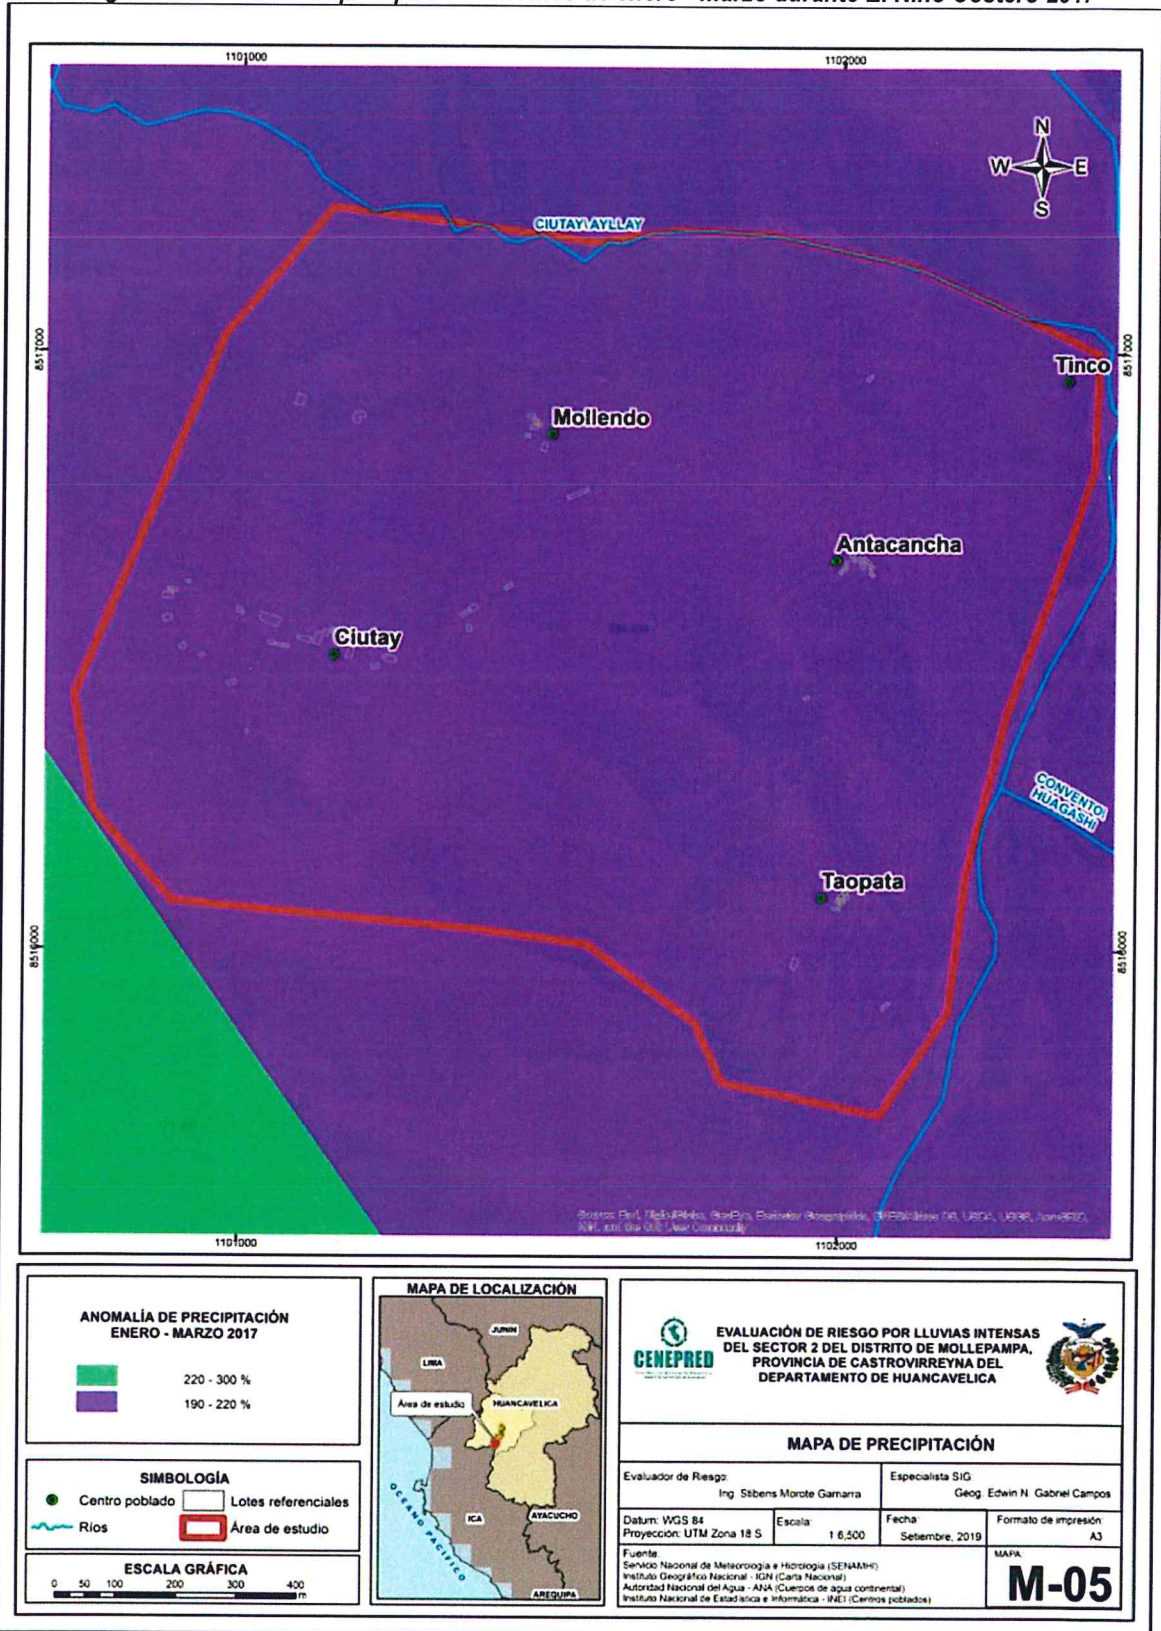 1101000
1102000
N
W
E
S
CIUTAY\AYLLAY
8517000
8517000
Tinco
Mollendo
Antacancha
Ciutay
CONVENTO\
HUAGASHI
Taopata
8516000
8516000
1101000
1102000
ANOMALÍA DE PRECIPITACIÓN
ENERO - MARZO 2017
220 - 300 %
190 - 220 %
SIMBOLOGÍA
Centro poblado
Lotes referenciales
Ríos
Área de estudio
ESCALA GRÁFICA
0 50 100 200 300 400
m
MAPA DE LOCALIZACIÓN
JUNIN
LIMA
Área de estudio
HUANCAVELICA
OCEANO PACÍFICO
ICA
AYACUCHO
AREQUIPA
CENEPRED
EVALUACIÓN DE RIESGO POR LLUVIAS INTENSAS
DEL SECTOR 2 DEL DISTRITO DE MOLLEPAMPA,
PROVINCIA DE CASTROVIRREYNA DEL
DEPARTAMENTO DE HUANCAVELICA
MAPA DE PRECIPITACIÓN
Evaluador de Riesgo:
Ing. Stibens Morote Gamarra
Especialista SIG
Geog. Edwin N. Gabriel Campos
Datum: WGS 84
Proyección: UTM Zona 18 S
Escala:
1:6,500
Fecha:
Setiembre, 2019
Formato de impresión:
A3
Fuente:
Servicio Nacional de Meteorología e Hidrología (SENAMHI)
Instituto Geográfico Nacional - IGN (Carta Nacional)
Autoridad Nacional del Agua - ANA (Cuerpos de agua continental)
Instituto Nacional de Estadística e Informática - INEI (Centros poblados)
MAPA:
M-05